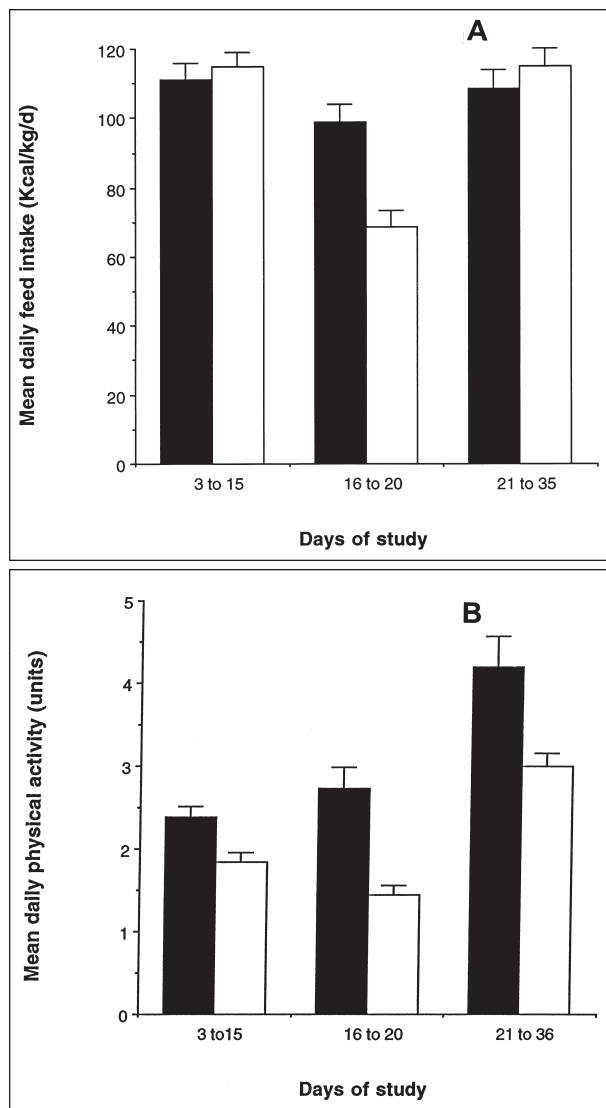 A
Mean daily feed intake (Kcal/kg/d)
120
100
80
60
40
20
0
3 to 15
16 to 20
21 to 35
Days of study
B
Mean daily physical activity (units)
5
4
3
2
1
0
3 to15
16 to 20
21 to 36
Days of study